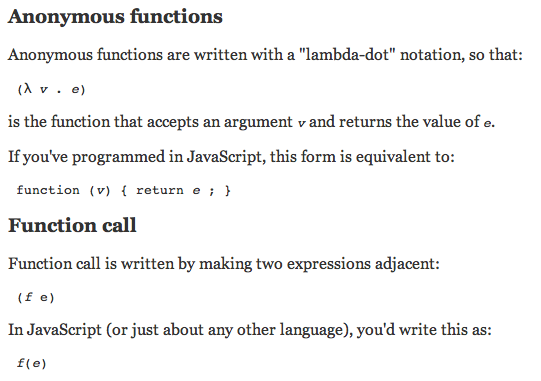 Anonymous functions
Anonymous functions are written with a "lambda-dot" notation, so that:
(λ v . e)
is the function that accepts an argument v and returns the value of e.
If you've programmed in JavaScript, this form is equivalent to:
function (v) { return e ; }
Function call
Function call is written by making two expressions adjacent:
(f e)
In JavaScript (or just about any other language), you'd write this as:
f(e)